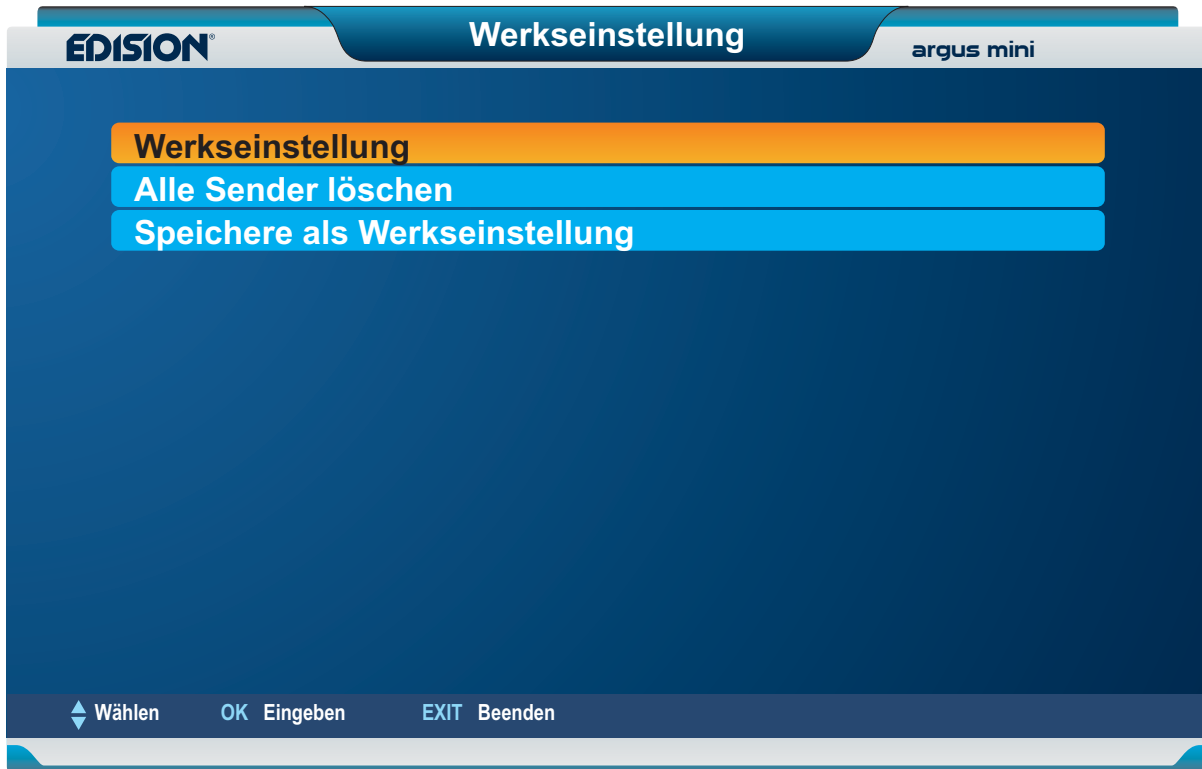 EDISION®
Werkseinstellung
argus mini
Werkseinstellung
Alle Sender löschen
Speichere als Werkseinstellung
Wählen OK Eingeben EXIT Beenden